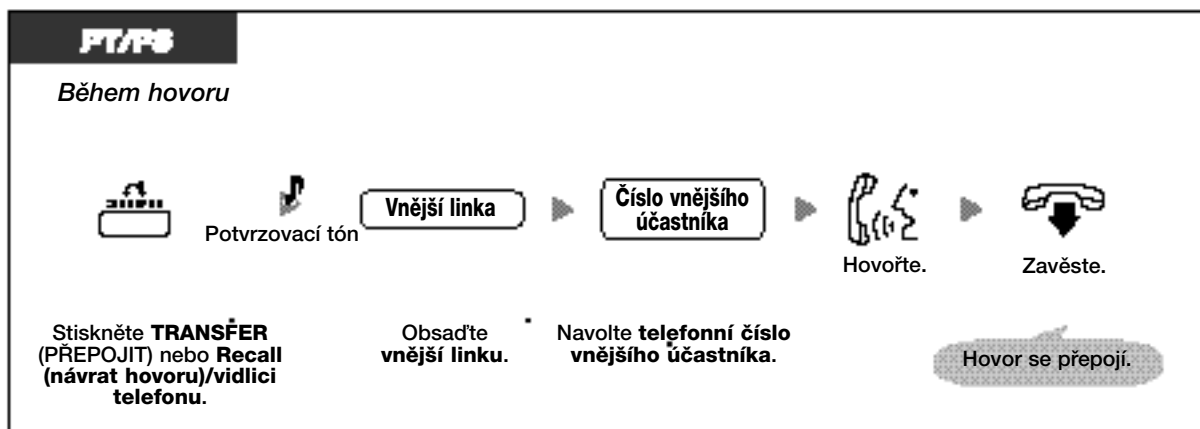 PT/PS
Během hovoru
Potvrzovací tón
Vnější linka
Číslo vnějšího
účastníka
Hovořte.
Zavěste.
Stiskněte TRANSFER
(PŘEPOJIT) nebo Recall
(návrat hovoru)/vidlici
telefonu.
Obsaďte
vnější linku.
Navolte telefonní číslo
vnějšího účastníka.
Hovor se přepojí.